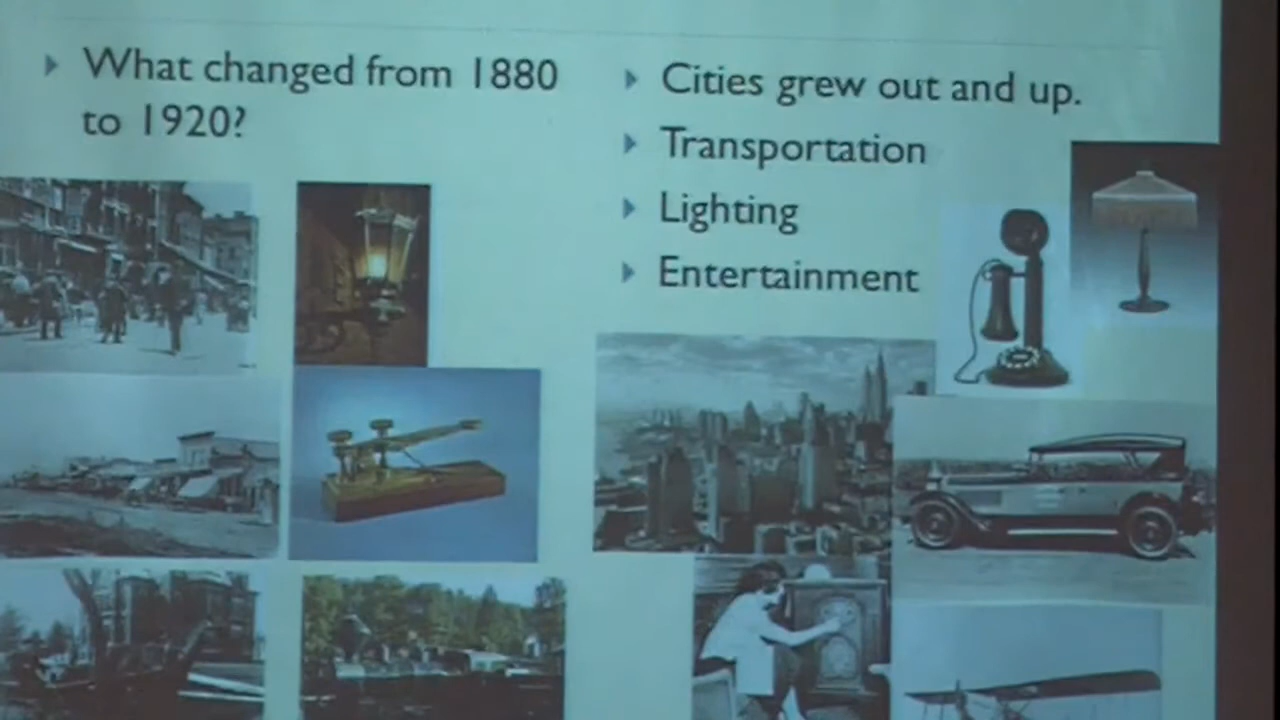 What changed from 1880
to 1920?
Cities grew out and up.
Transportation
Lighting
Entertainment